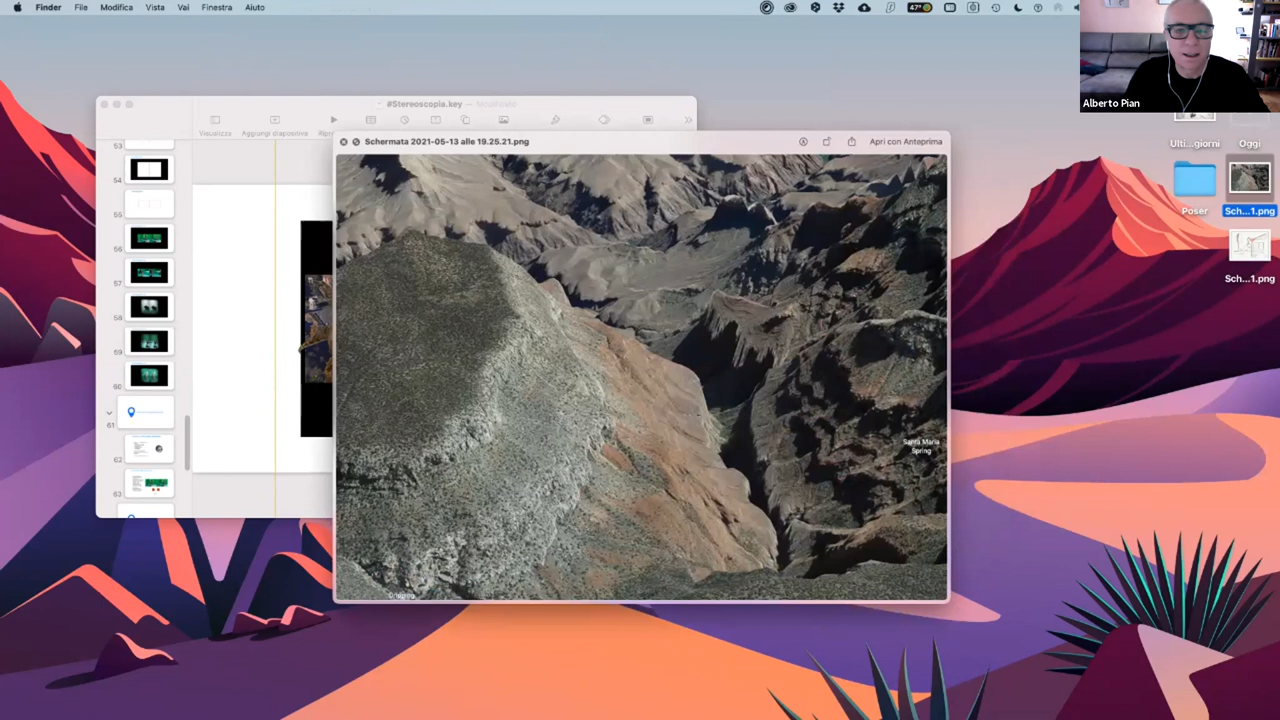 Finder File Modifica Vista Vai Finestra Aiuto
47°
Alberto Pian
#Stereoscopia.key — Modificato
Visualizza Aggiungi diapositiva
Schermata 2021-05-13 alle 19.25.21.png
Apri con Anteprima
Ulti...giorni Oggi
Poser Sch...1.png
Sch...1.png
53
54
55
56
57
58
59
60
61
62
63
Santa Maria
Spring